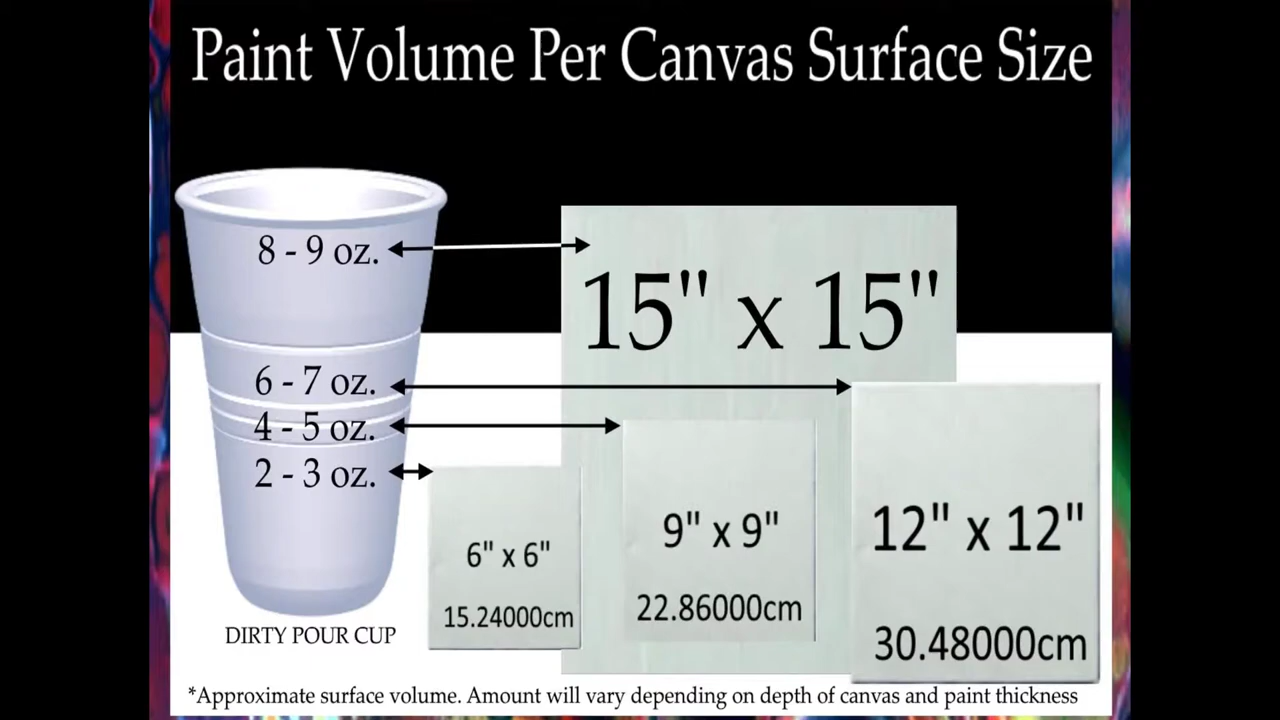 Paint Volume Per Canvas Surface Size
8 - 9 oz.
15" x 15"
6 - 7 oz.
4 - 5 oz.
2 - 3 oz.
6" x 6"
15.24000cm
9" x 9"
22.86000cm
12" x 12"
30.48000cm
DIRTY POUR CUP
*Approximate surface volume. Amount will vary depending on depth of canvas and paint thickness